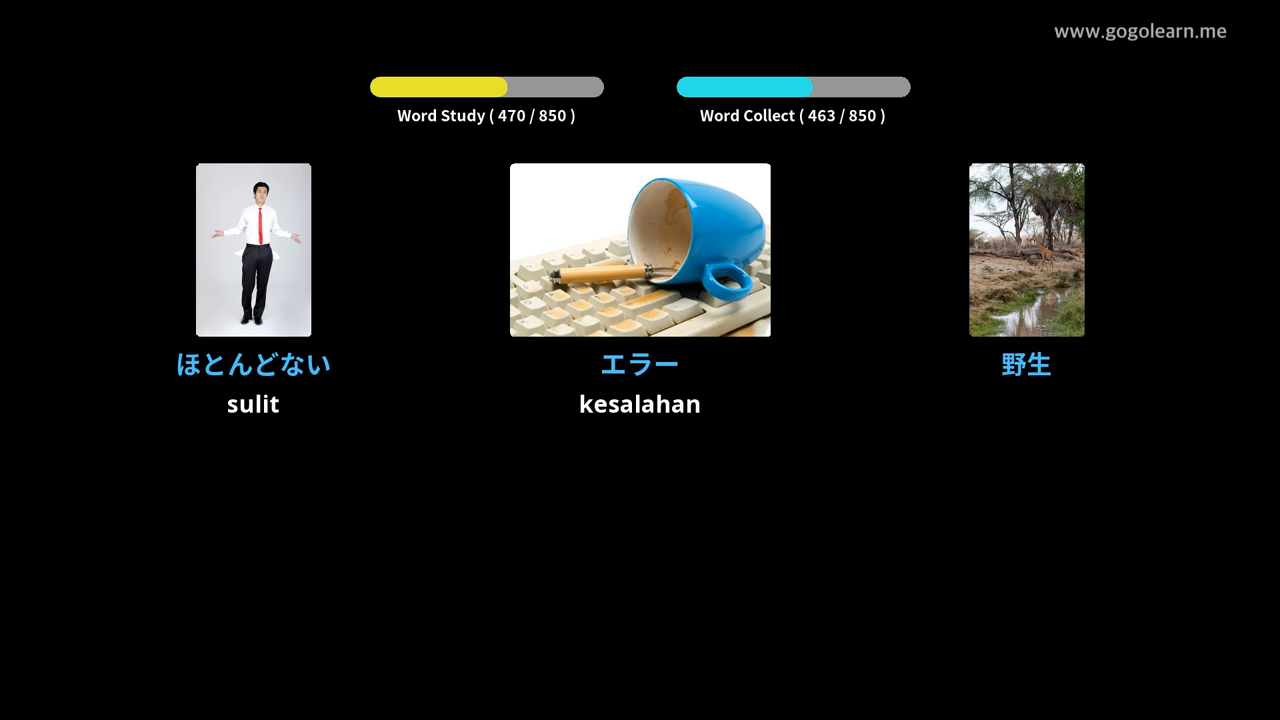 www.gogolearn.me
Word Study ( 470 / 850 )
Word Collect ( 463 / 850 )
ほとんどない
sulit
エラー
kesalahan
野生